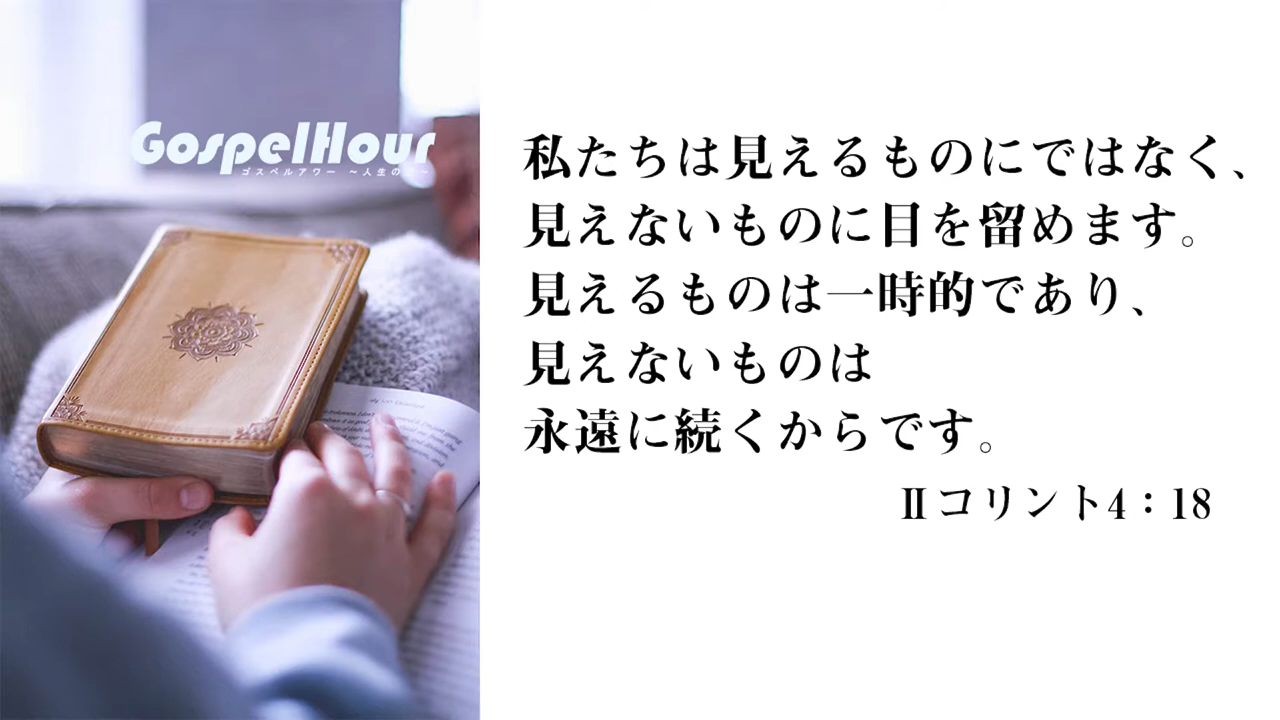 GospelHour
ゴスペルアワー 〜人生の
私たちは見えるものにではなく、
見えないものに目を留めます。
見えるものは一時的であり、
見えないものは
永遠に続くからです。
Ⅱコリント4：18